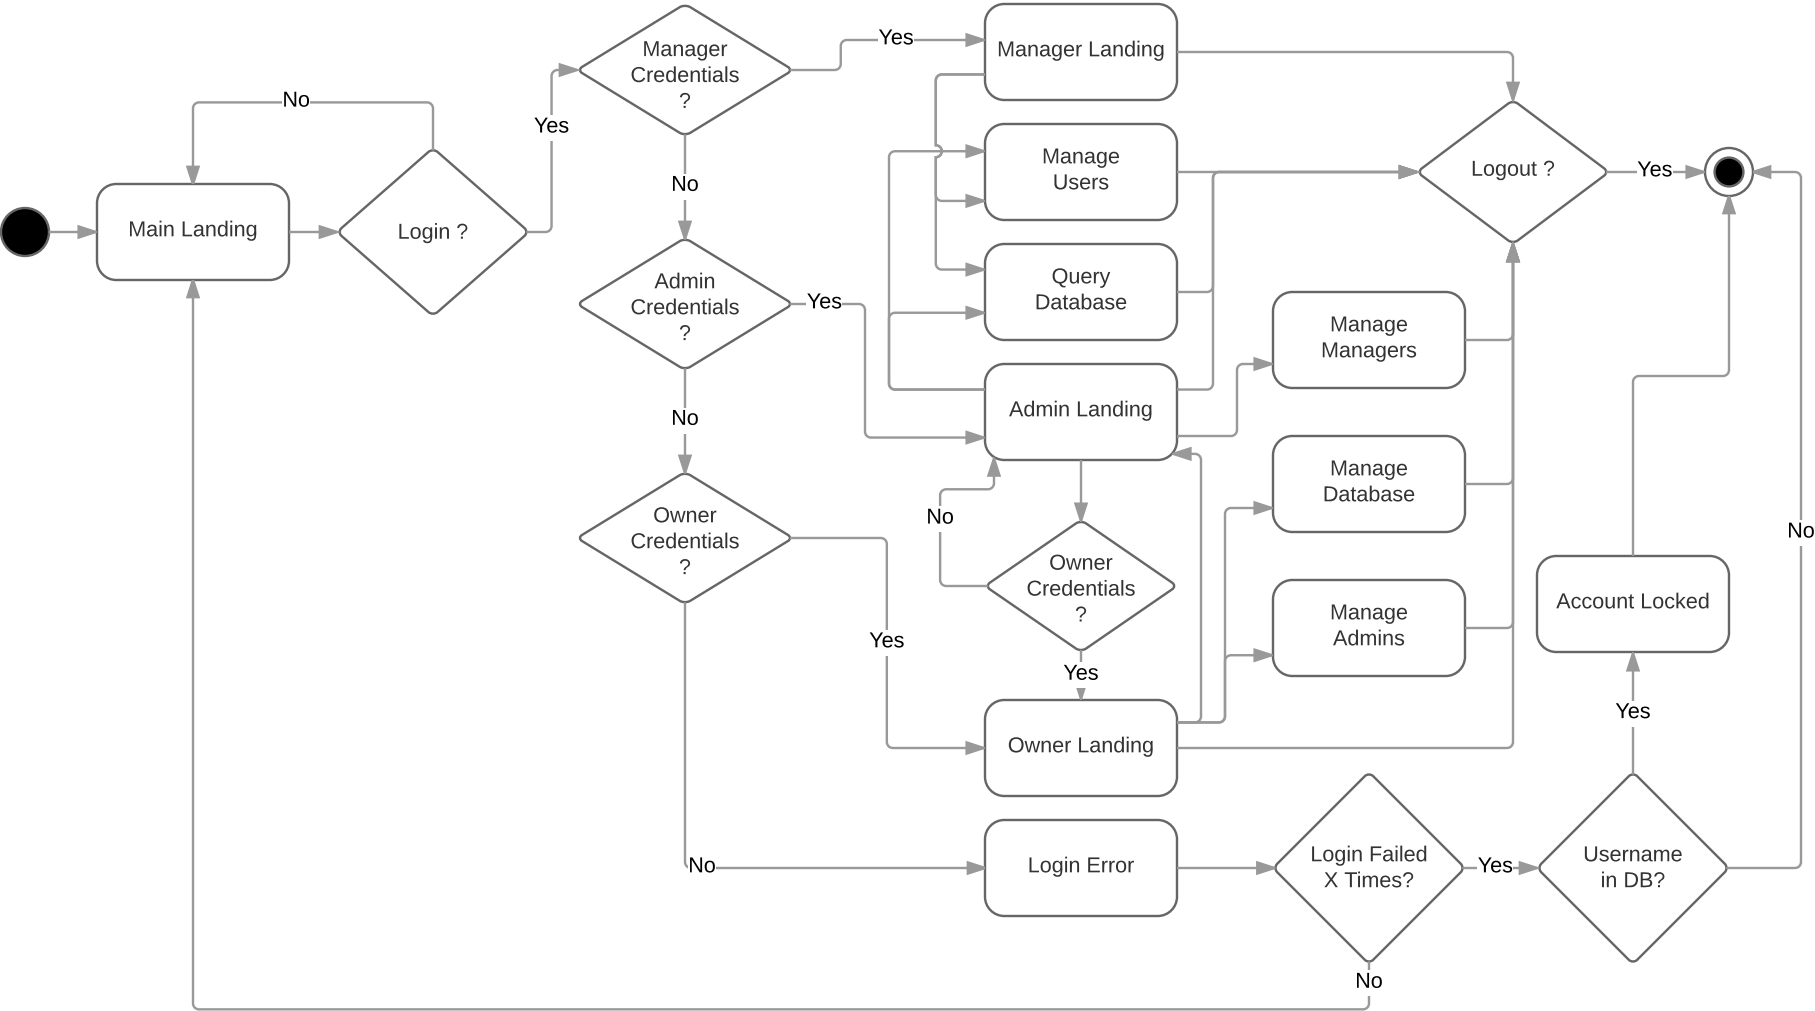 Manager
Credentials
?
Yes
Manager Landing
No
Yes
Main Landing
Login ?
No
Manage
Users
Logout ?
Yes
Query
Database
Admin
Credentials
?
Yes
Manage
Managers
No
Admin Landing
Manage
Database
Owner
Credentials
?
No
Owner
Credentials
?
Yes
Yes
Manage
Admins
No
Account Locked
Owner Landing
Yes
No
Login Error
Login Failed
X Times?
Yes
Username
in DB?
No